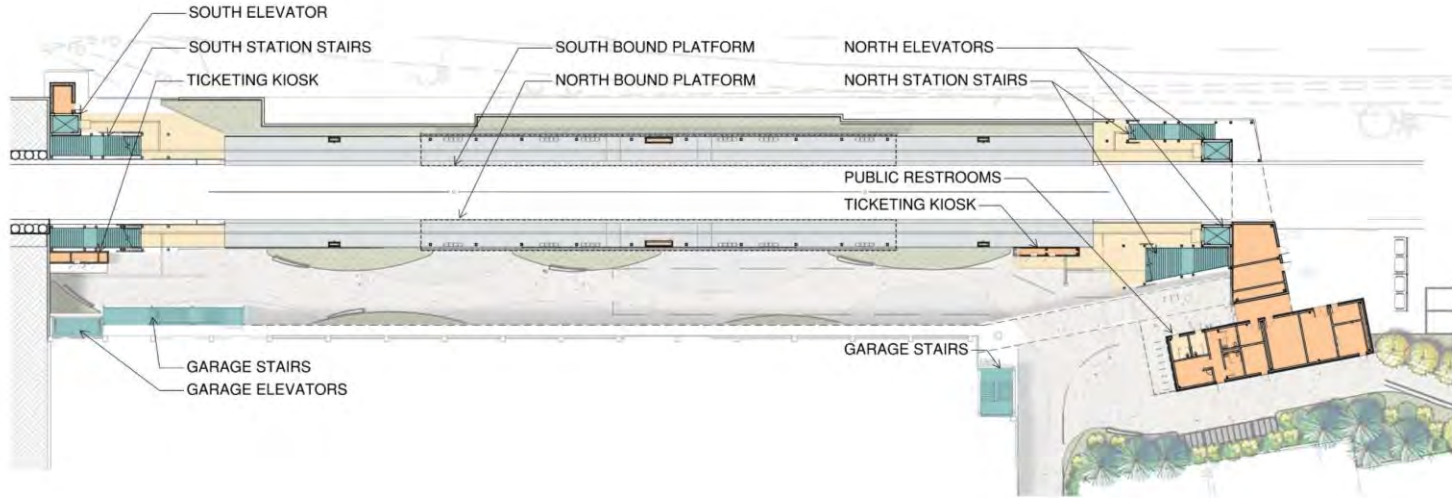 SOUTH ELEVATOR
SOUTH STATION STAIRS
TICKETING KIOSK
SOUTH BOUND PLATFORM
NORTH BOUND PLATFORM
NORTH ELEVATORS
NORTH STATION STAIRS
PUBLIC RESTROOMS
TICKETING KIOSK
GARAGE STAIRS
GARAGE ELEVATORS
GARAGE STAIRS